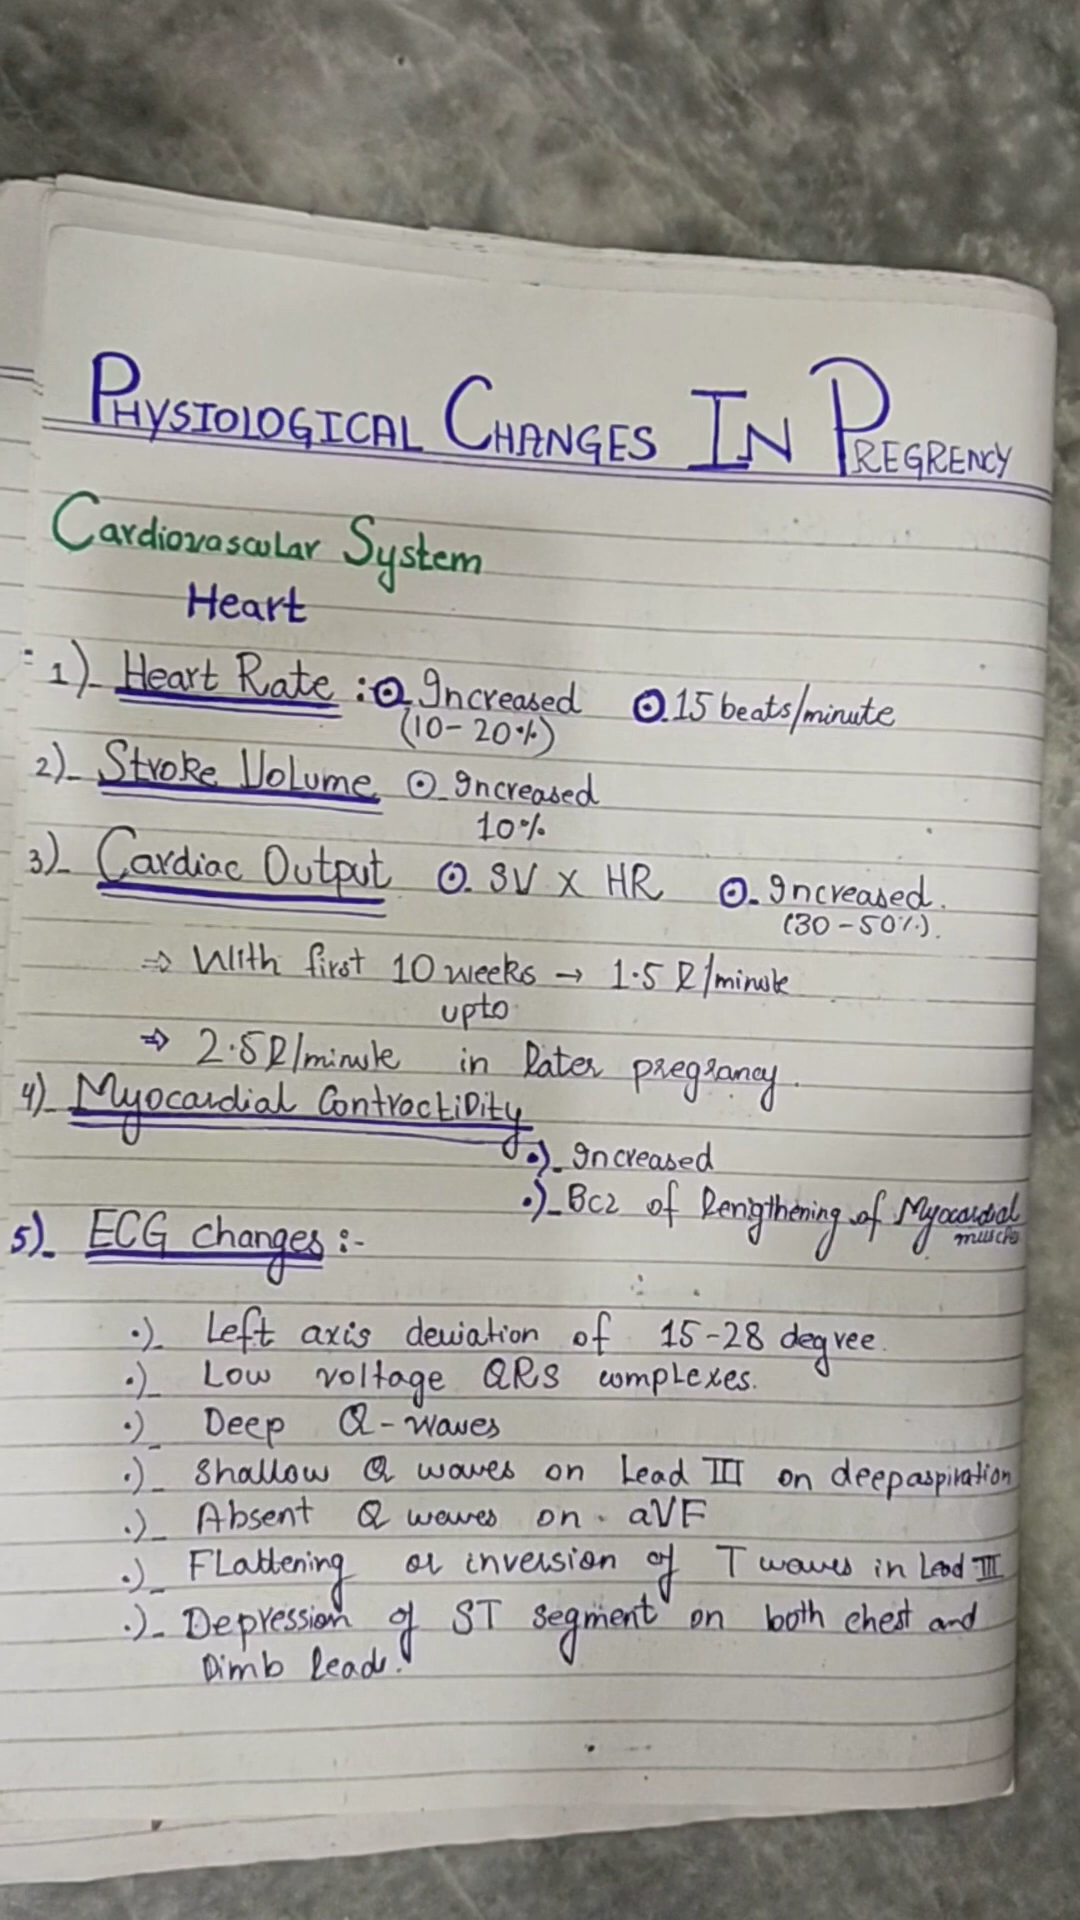 PHYSIOLOGICAL CHANGES IN PREGRENCY
Cardiovascular System
Heart
1) Heart Rate : Increased 15 beats/minute
(10-20%)
2) Stroke Volume Increased
10%
3) Cardiac Output SV X HR Increased.
(30-50%).
⇒ With first 10 weeks → 1.5 l/minute
upto
⇒ 2.5l/minute in later pregnancy.
4) Myocardial Contractility
•) Increased
•) Bcz of lengthening of Myocardial
muscles
5) ECG changes :-
•) Left axis deviation of 15-28 degree.
•) Low voltage QRS complexes.
•) Deep Q-waves
•) Shallow Q waves on Lead III on deep aspiration
•) Absent Q waves on aVF
•) Flattening or inversion of T waves in Lead III
•) Depression of ST segment on both chest and
limb leads.